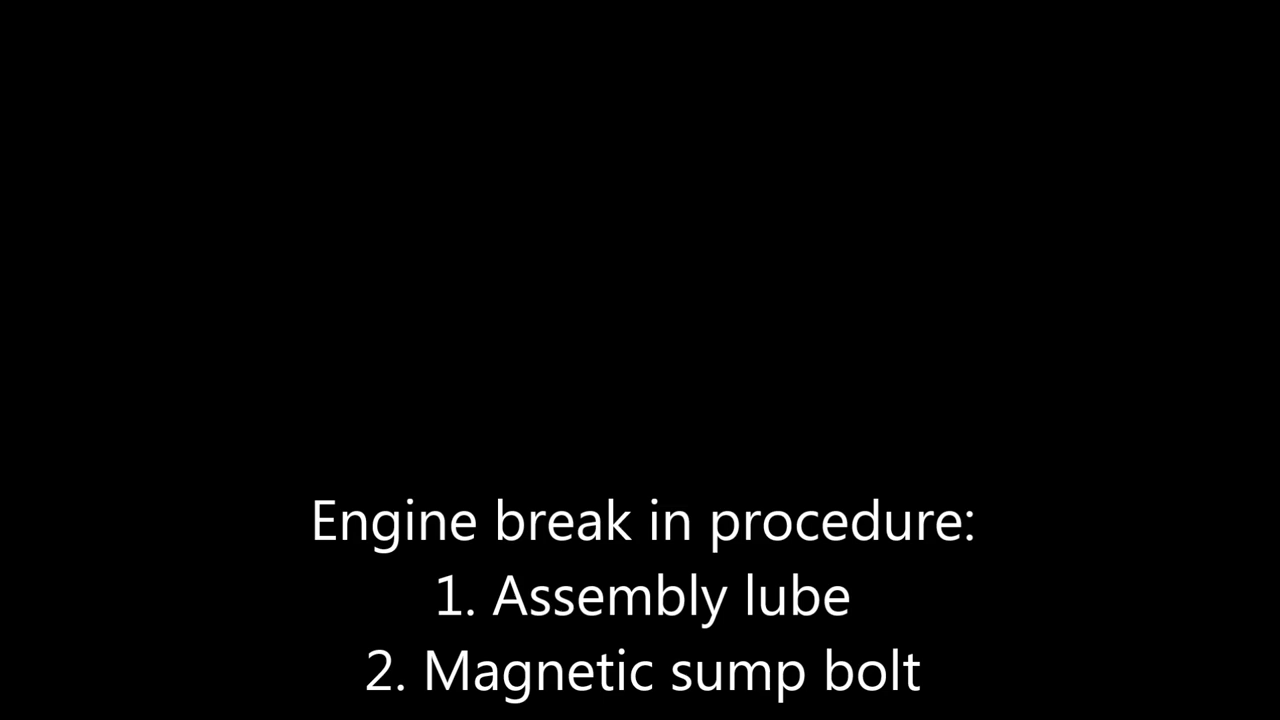 Engine break in procedure:
1. Assembly lube
2. Magnetic sump bolt